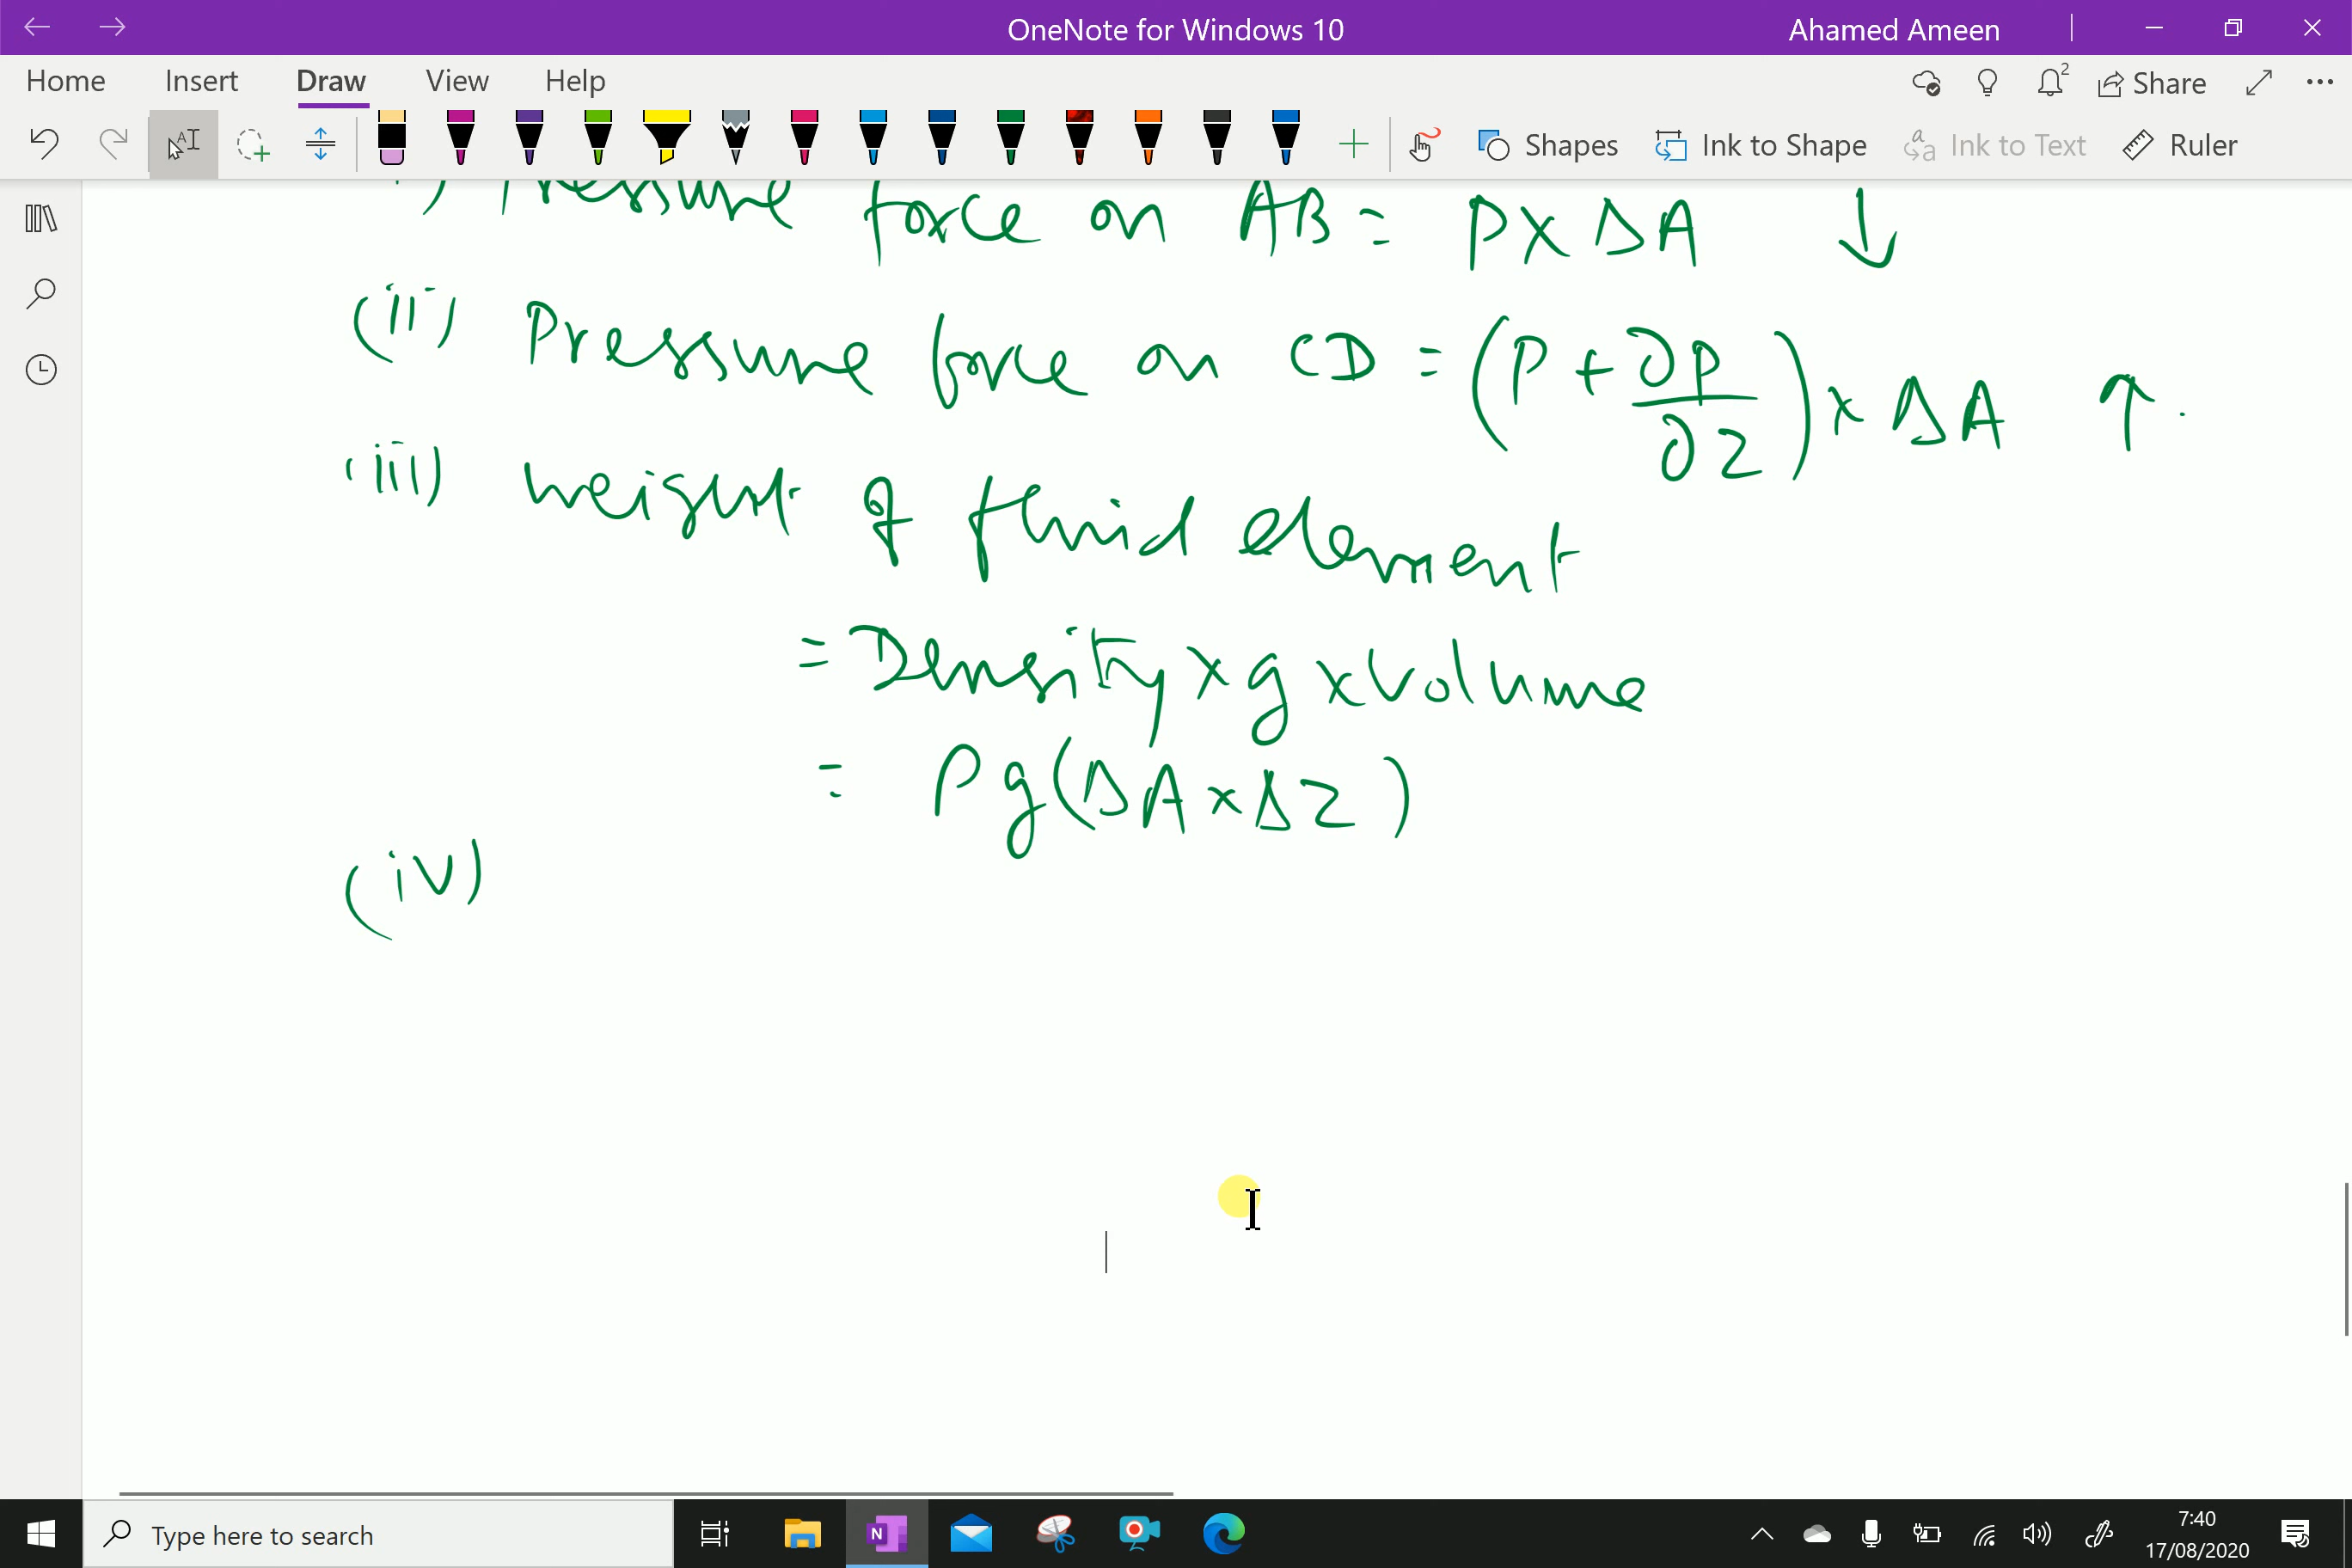 OneNote for Windows 10
Ahamed Ameen
Home Insert Draw View Help
2 Share
Shapes Ink to Shape Ink to Text Ruler
i) Pressure force on AB = P X ΔA ↓
(ii) Pressure force on CD = (P + ∂P/∂Z) x ΔA ↑.
(iii) weight of fluid element
= Density x g x volume
= ρg(ΔA x ΔZ)
(iv)
Type here to search
7:40
17/08/2020